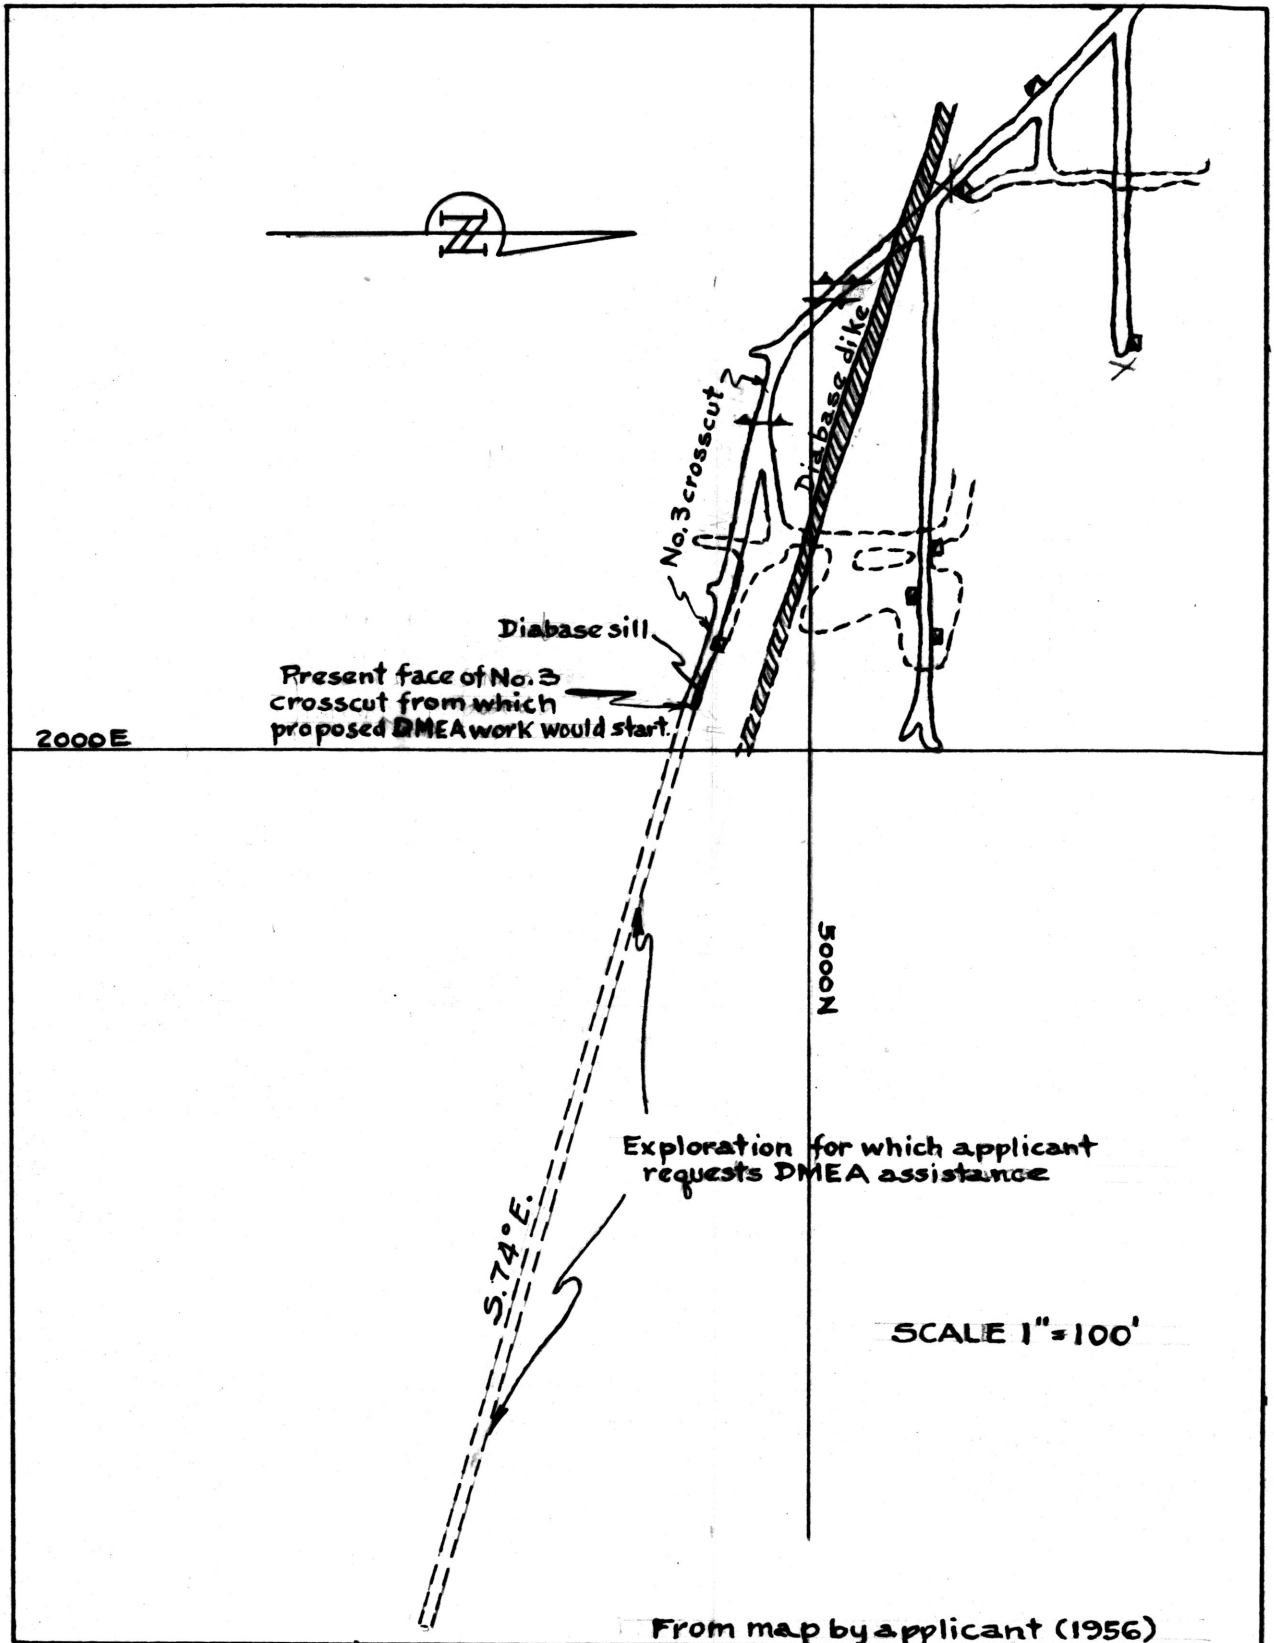 N
Diabase dike
No. 3 crosscut
Diabase sill
Present face of No. 3
crosscut from which
proposed DMEA work would start.
2000E
5000N
Exploration for which applicant
requests DMEA assistance
S. 74° E.
SCALE 1"=100'
From map by applicant (1956)